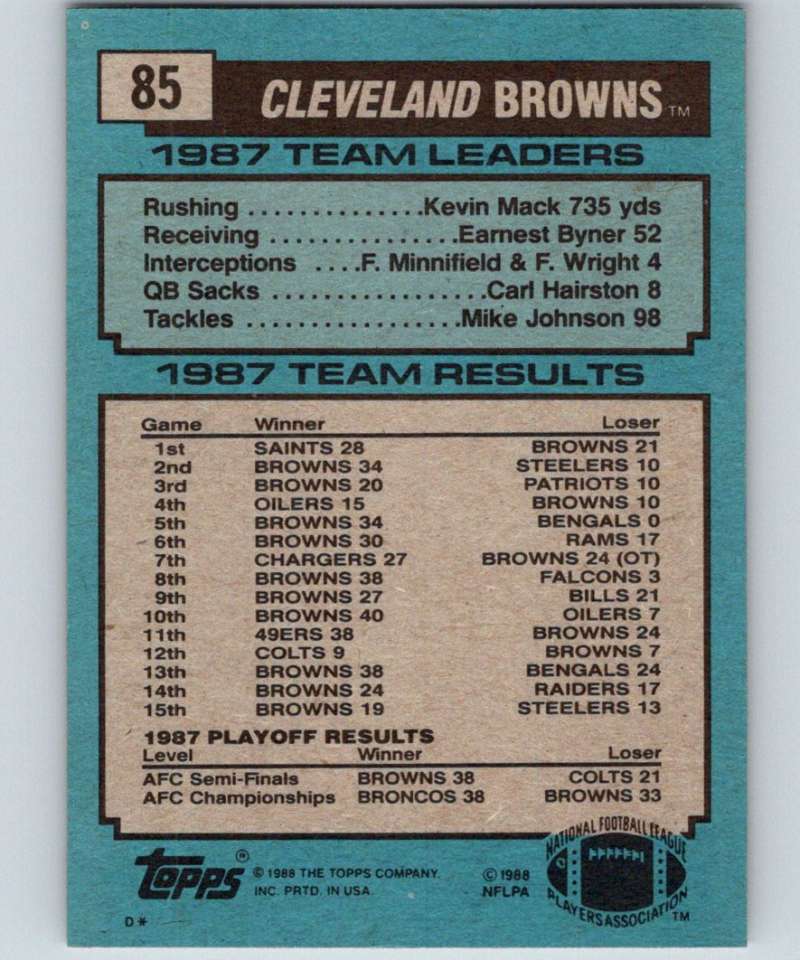 85
CLEVELAND BROWNS™
1987 TEAM LEADERS
Rushing ..............Kevin Mack 735 yds
Receiving ...............Earnest Byner 52
Interceptions ....F. Minnifield & F. Wright 4
QB Sacks .................Carl Hairston 8
Tackles .................Mike Johnson 98
1987 TEAM RESULTS
Game Winner Loser
1st SAINTS 28 BROWNS 21
2nd BROWNS 34 STEELERS 10
3rd BROWNS 20 PATRIOTS 10
4th OILERS 15 BROWNS 10
5th BROWNS 34 BENGALS 0
6th BROWNS 30 RAMS 17
7th CHARGERS 27 BROWNS 24 (OT)
8th BROWNS 38 FALCONS 3
9th BROWNS 27 BILLS 21
10th BROWNS 40 OILERS 7
11th 49ERS 38 BROWNS 24
12th COLTS 9 BROWNS 7
13th BROWNS 38 BENGALS 24
14th BROWNS 24 RAIDERS 17
15th BROWNS 19 STEELERS 13
1987 PLAYOFF RESULTS
Level Winner Loser
AFC Semi-Finals BROWNS 38 COLTS 21
AFC Championships BRONCOS 38 BROWNS 33
TOPPS®
© 1988 THE TOPPS COMPANY.
INC. PRTD. IN USA.
© 1988
NFLPA
NATIONAL FOOTBALL LEAGUE
PLAYERS ASSOCIATION
™
D*